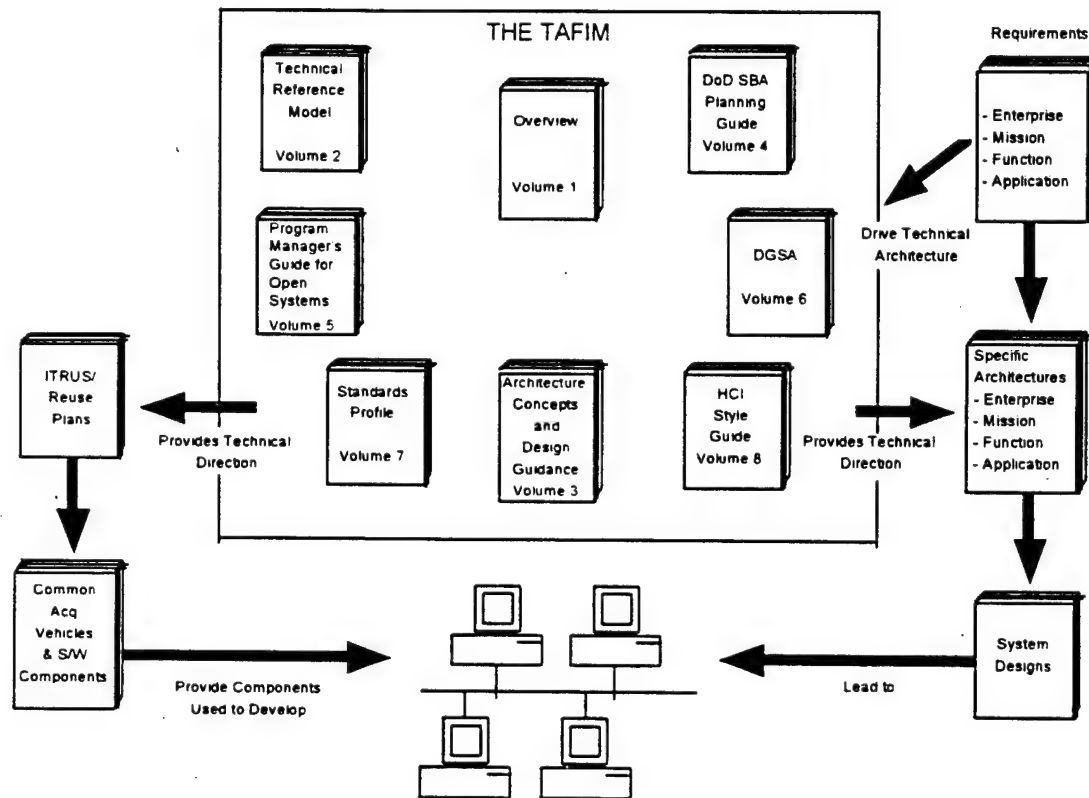 THE TAFIM
Technical
Reference
Model
Volume 2
Overview
Volume 1
DoD SBA
Planning
Guide
Volume 4
Requirements
- Enterprise
- Mission
- Function
- Application
Program
Manager's
Guide for
Open
Systems
Volume 5
DGSA
Volume 6
Drive Technical
Architecture
ITRUS/
Reuse
Plans
Provides Technical
Direction
Standards
Profile
Volume 7
Architecture
Concepts
and
Design
Guidance
Volume 3
HCI
Style
Guide
Volume 8
Provides Technical
Direction
Specific
Architectures
- Enterprise
- Mission
- Function
- Application
Common
Acq
Vehicles
& S/W
Components
Provide Components
Used to Develop
Lead to
System
Designs